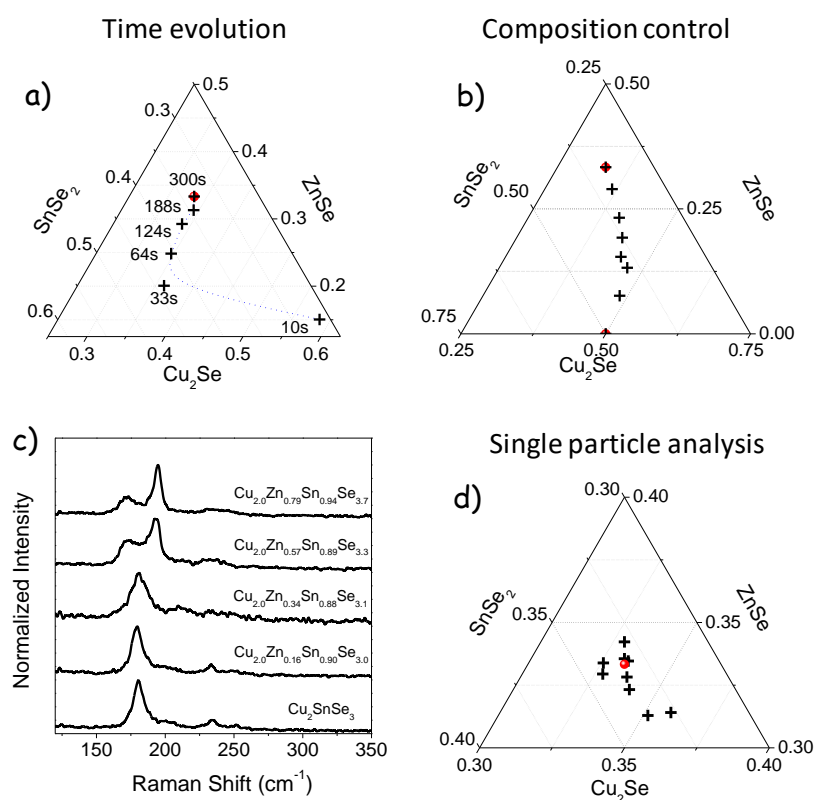 Time evolution
Composition control
a)
0.5
0.3
0.4
0.4
SnSe2
ZnSe
300s
188s
0.3
124s
0.5
64s
33s
0.2
0.6
10s
0.3
0.4
0.5
0.6
Cu2Se
b)
0.25
0.50
SnSe2
ZnSe
0.50
0.25
0.75
0.00
0.25
0.50
0.75
Cu2Se
c)
Normalized Intensity
Cu2.0Zn0.79Sn0.94Se3.7
Cu2.0Zn0.57Sn0.89Se3.3
Cu2.0Zn0.34Sn0.88Se3.1
Cu2.0Zn0.16Sn0.90Se3.0
Cu2SnSe3
150
200
250
300
350
Raman Shift (cm-1)
Single particle analysis
d)
0.30
0.40
SnSe2
ZnSe
0.35
0.35
0.40
0.30
0.30
0.35
0.40
Cu2Se